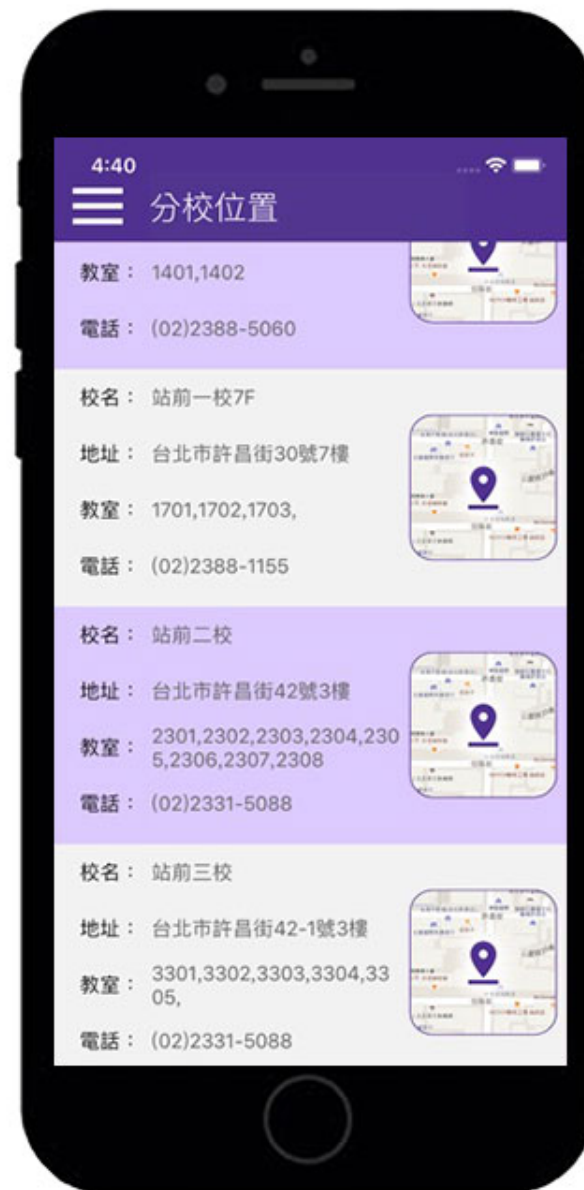 4:40
分校位置
教室： 1401,1402
電話： (02)2388-5060
校名： 站前一校7F
地址： 台北市許昌街30號7樓
教室： 1701,1702,1703,
電話： (02)2388-1155
校名： 站前二校
地址： 台北市許昌街42號3樓
教室： 2301,2302,2303,2304,230
5,2306,2307,2308
電話： (02)2331-5088
校名： 站前三校
地址： 台北市許昌街42-1號3樓
教室： 3301,3302,3303,3304,33
05,
電話： (02)2331-5088